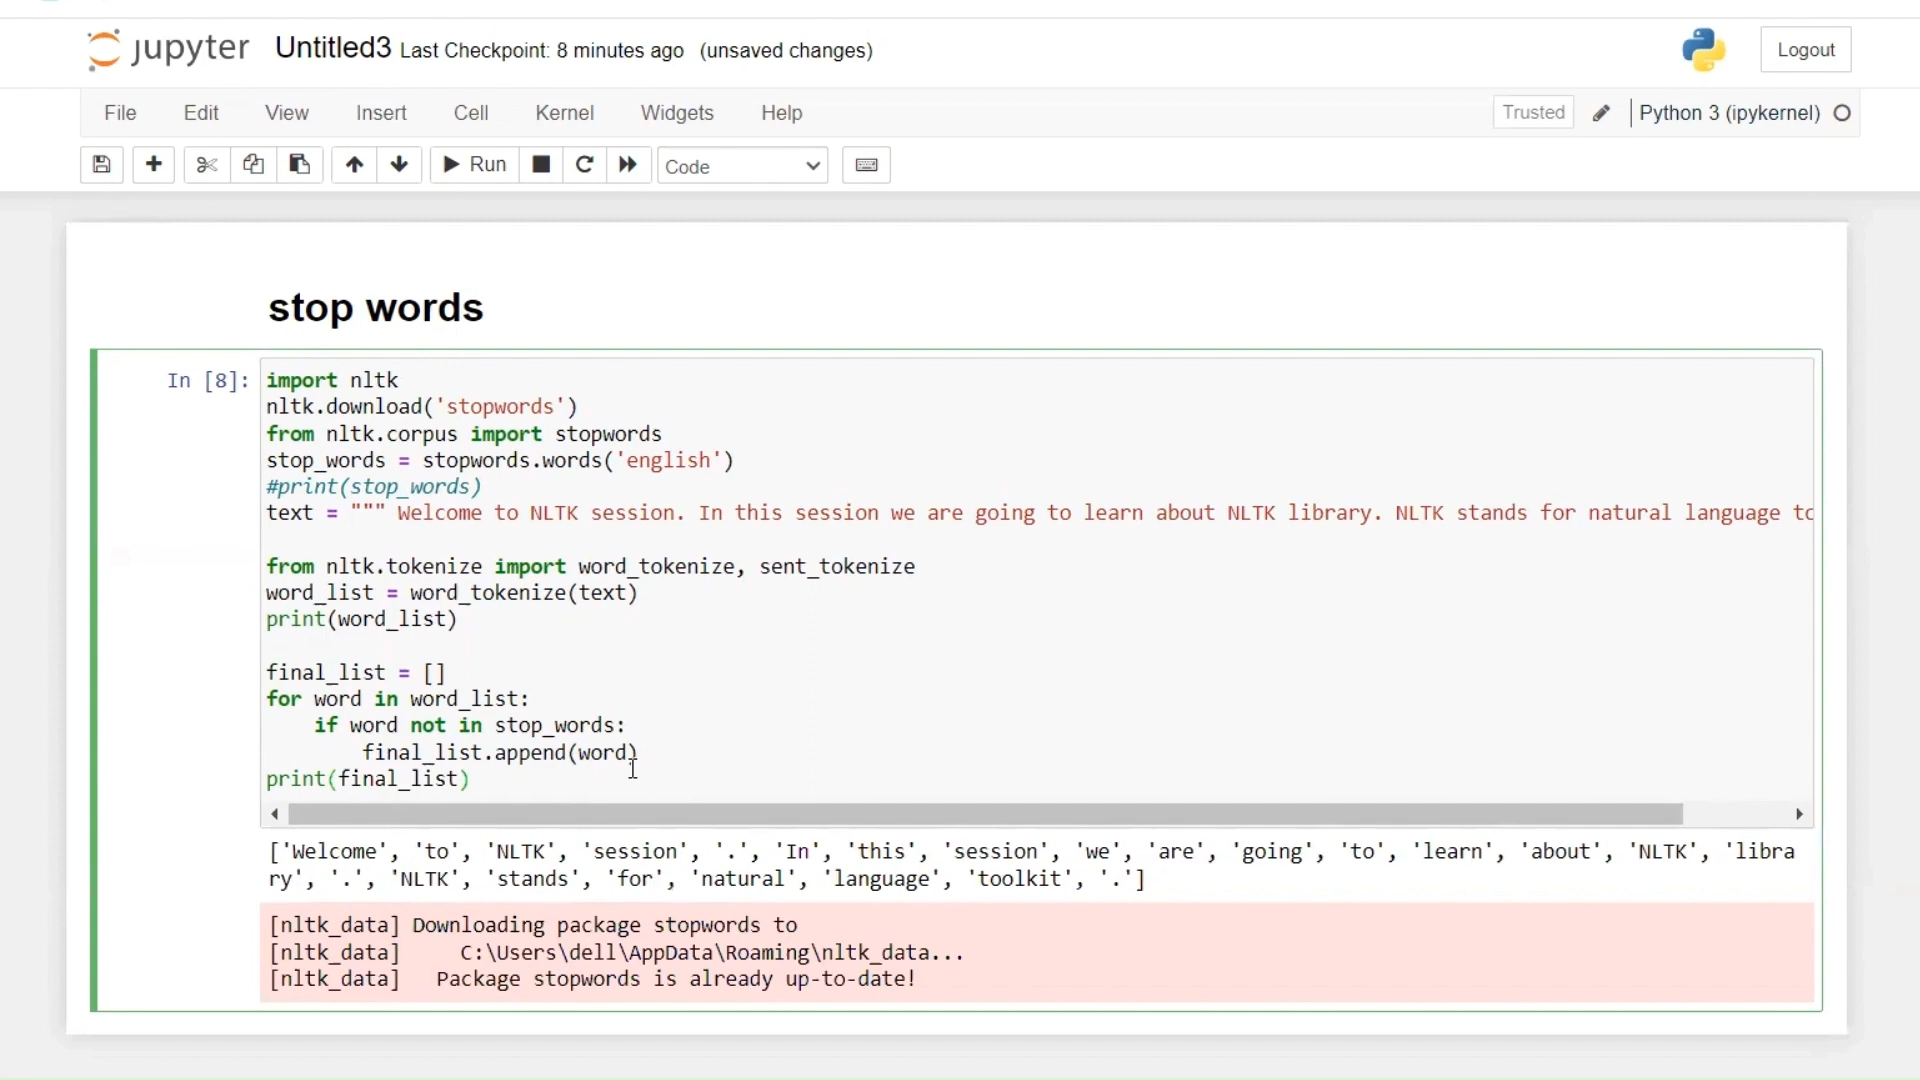 jupyter Untitled3 Last Checkpoint: 8 minutes ago (unsaved changes) Logout
File Edit View Insert Cell Kernel Widgets Help Trusted Python 3 (ipykernel)
Run Code
stop words
In [8]: import nltk
nltk.download('stopwords')
from nltk.corpus import stopwords
stop_words = stopwords.words('english')
#print(stop_words)
text = """ Welcome to NLTK session. In this session we are going to learn about NLTK library. NLTK stands for natural language to
from nltk.tokenize import word_tokenize, sent_tokenize
word_list = word_tokenize(text)
print(word_list)
final_list = []
for word in word_list:
    if word not in stop_words:
        final_list.append(word)
print(final_list)
['Welcome', 'to', 'NLTK', 'session', '.', 'In', 'this', 'session', 'we', 'are', 'going', 'to', 'learn', 'about', 'NLTK', 'libra
ry', '.', 'NLTK', 'stands', 'for', 'natural', 'language', 'toolkit', '.']
[nltk_data] Downloading package stopwords to
[nltk_data]     C:\Users\dell\AppData\Roaming\nltk_data...
[nltk_data]   Package stopwords is already up-to-date!